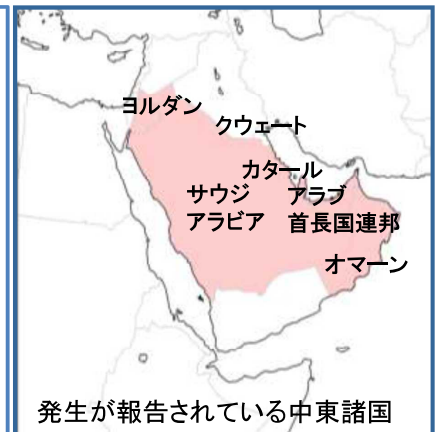 ヨルダン
クウェート
カタール
サウジ
アラビア
アラブ
首長国連邦
オマーン
発生が報告されている中東諸国